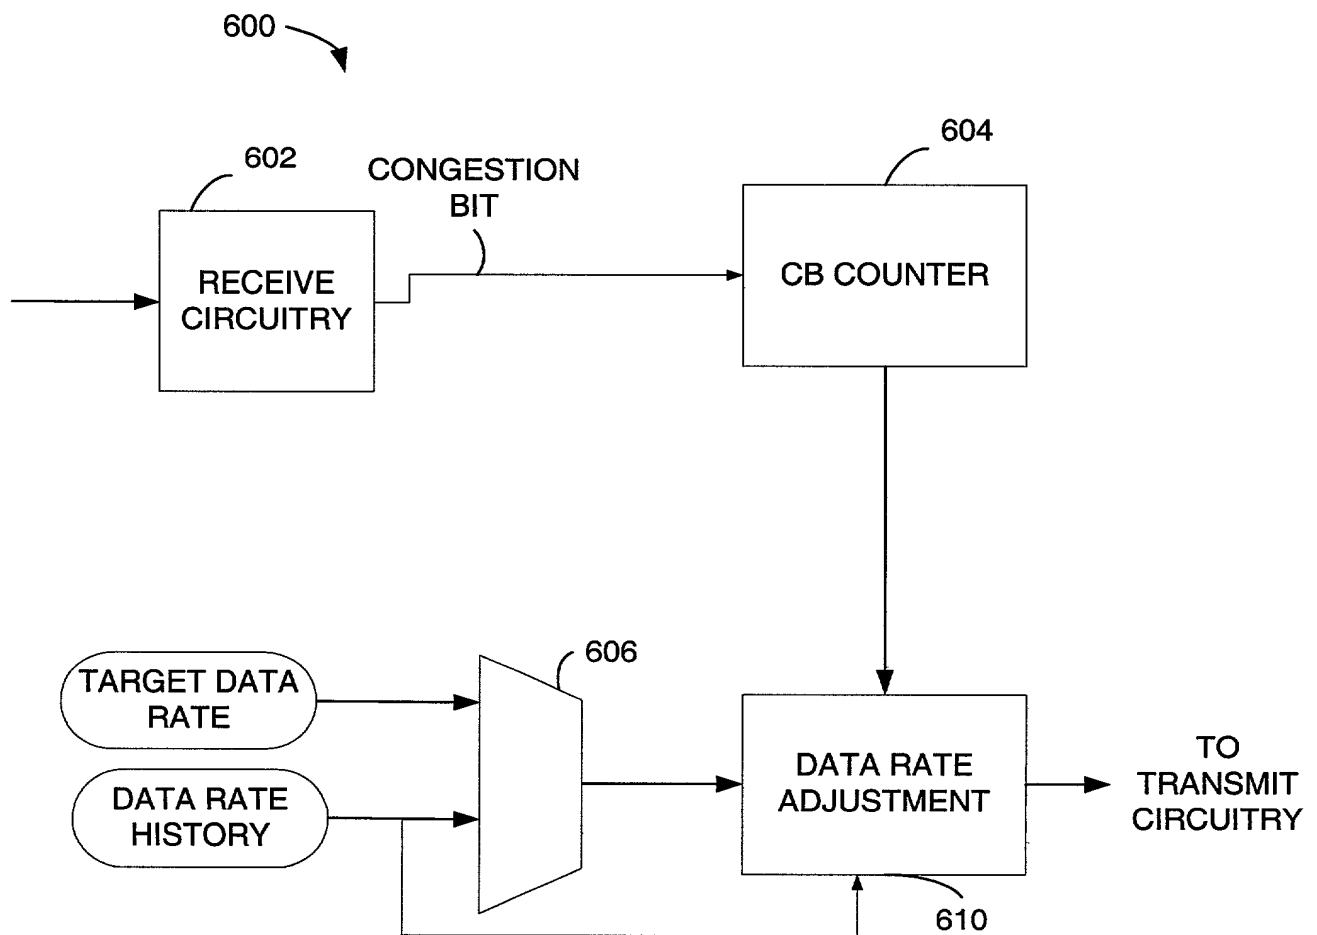 600
602
CONGESTION
BIT
604
RECEIVE
CIRCUITRY
CB COUNTER
606
TARGET DATA
RATE
DATA RATE
HISTORY
DATA RATE
ADJUSTMENT
TO
TRANSMIT
CIRCUITRY
610